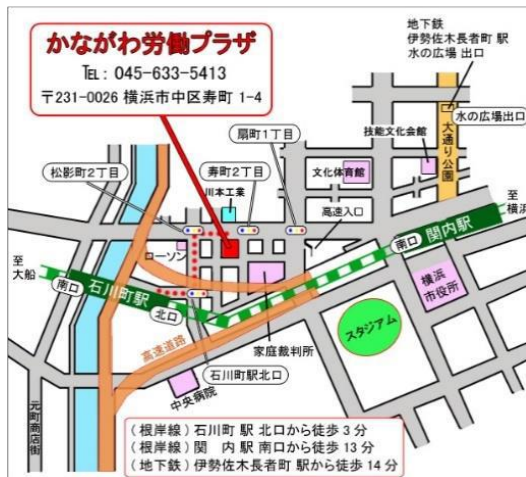 かながわ労働プラザ
TEL: 045-633-5413
〒231-0026 横浜市中区寿町 1-4
地下鉄
伊勢佐木長者町 駅
水の広場 出口
水の広場出口
大通り公園
技能文化会館
扇町1丁目
文化体育館
松影町2丁目
寿町2丁目
川本工業
高速入口
至
横浜
関内駅
南口
ローソン
至
大船
南口
石川町駅
北口
横浜
市役所
スタジアム
家庭裁判所
高速道路
石川町駅北口
中央病院
元町商店街
(根岸線) 石川町 駅 北口から徒歩 3 分
(根岸線) 関 内 駅 南口から徒歩 13 分
(地下鉄) 伊勢佐木長者町 駅から徒歩 14 分